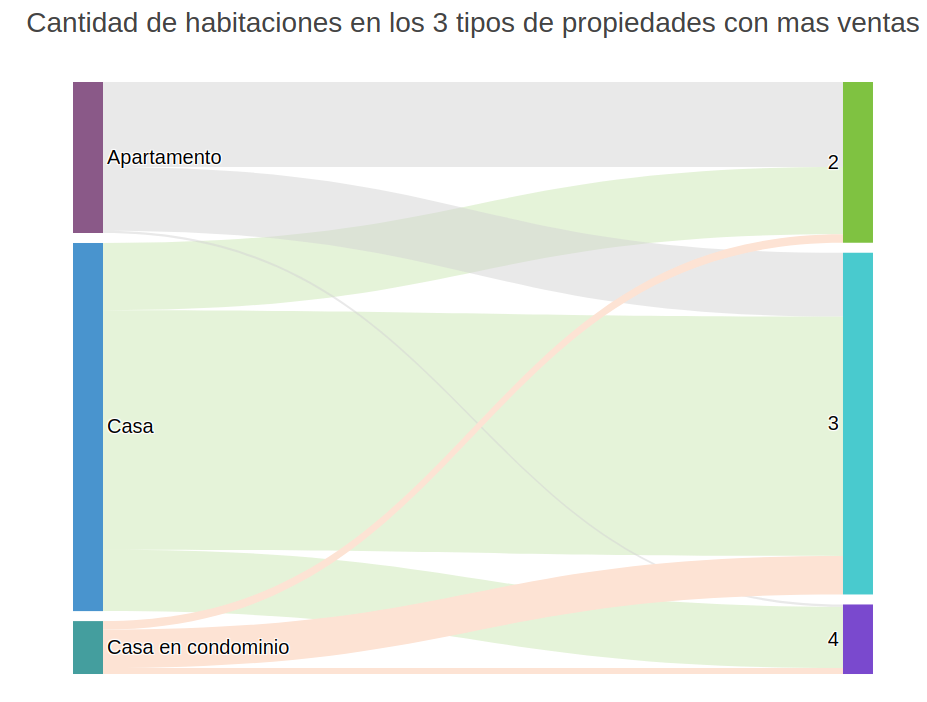 Cantidad de habitaciones en los 3 tipos de propiedades con mas ventas
Apartamento
2
Casa
3
Casa en condominio
4